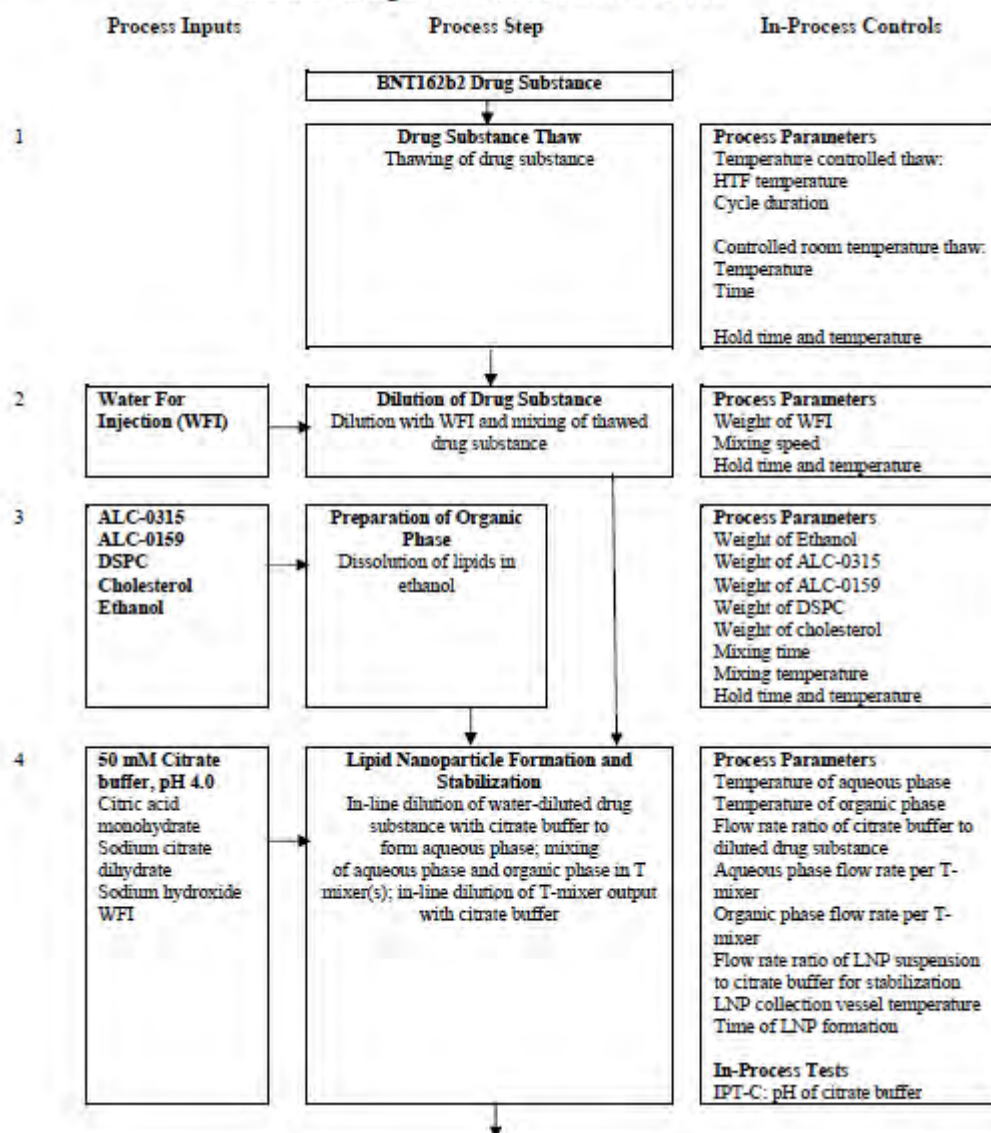 Process Inputs
Process Step
In-Process Controls
BNT162b2 Drug Substance
1
Drug Substance Thaw
Thawing of drug substance
Process Parameters
Temperature controlled thaw:
HTF temperature
Cycle duration
Controlled room temperature thaw:
Temperature
Time
Hold time and temperature
2
Water For
Injection (WFI)
Dilution of Drug Substance
Dilution with WFI and mixing of thawed
drug substance
Process Parameters
Weight of WFI
Mixing speed
Hold time and temperature
3
ALC-0315
ALC-0159
DSPC
Cholesterol
Ethanol
Preparation of Organic
Phase
Dissolution of lipids in
ethanol
Process Parameters
Weight of Ethanol
Weight of ALC-0315
Weight of ALC-0159
Weight of DSPC
Weight of cholesterol
Mixing time
Mixing temperature
Hold time and temperature
4
50 mM Citrate
buffer, pH 4.0
Citric acid
monohydrate
Sodium citrate
dihydrate
Sodium hydroxide
WFI
Lipid Nanoparticle Formation and
Stabilization
In-line dilution of water-diluted drug
substance with citrate buffer to
form aqueous phase; mixing
of aqueous phase and organic phase in T
mixer(s); in-line dilution of T-mixer output
with citrate buffer
Process Parameters
Temperature of aqueous phase
Temperature of organic phase
Flow rate ratio of citrate buffer to
diluted drug substance
Aqueous phase flow rate per T-
mixer
Organic phase flow rate per T-
mixer
Flow rate ratio of LNP suspension
to citrate buffer for stabilization
LNP collection vessel temperature
Time of LNP formation
In-Process Tests
IPT-C: pH of citrate buffer